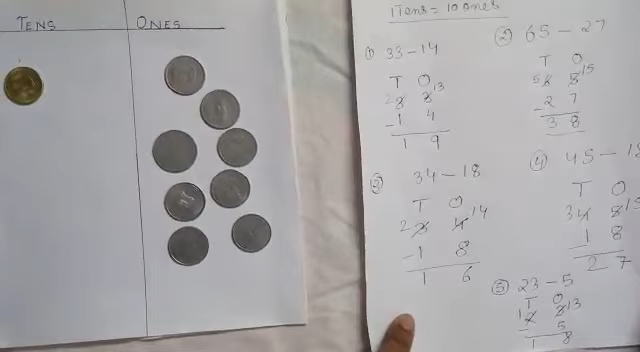 TENS ONES
1Tens = 10 ones
① 33-14
T O
2 3 3 13
- 1 4
1 9
② 65 - 27
T O
5 6 5 15
- 2 7
3 8
③ 34-18
T O
2 3 4 14
- 1 8
1 6
④ 45-18
T O
3 4 5 15
- 1 8
2 7
⑤ 23-5
T O
1 2 3 13
- 5
1 8